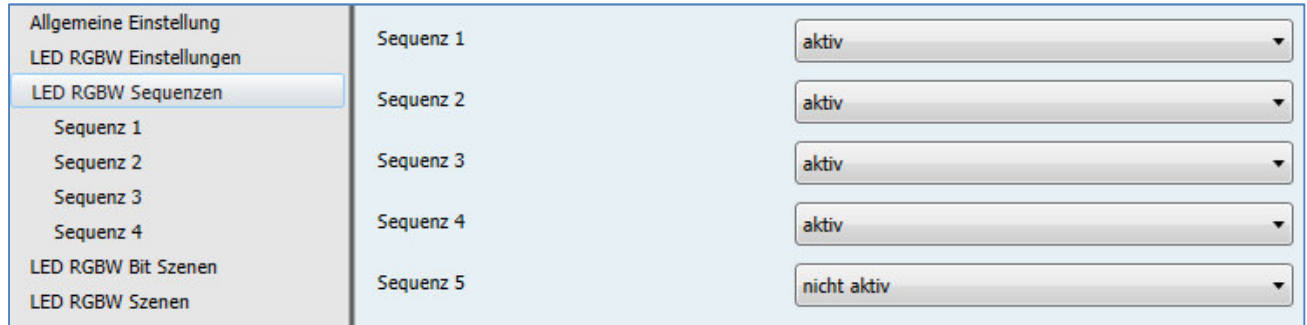 Allgemeine Einstellung
LED RGBW Einstellungen
LED RGBW Sequenzen
Sequenz 1
Sequenz 2
Sequenz 3
Sequenz 4
LED RGBW Bit Szenen
LED RGBW Szenen
Sequenz 1 aktiv
Sequenz 2 aktiv
Sequenz 3 aktiv
Sequenz 4 aktiv
Sequenz 5 nicht aktiv